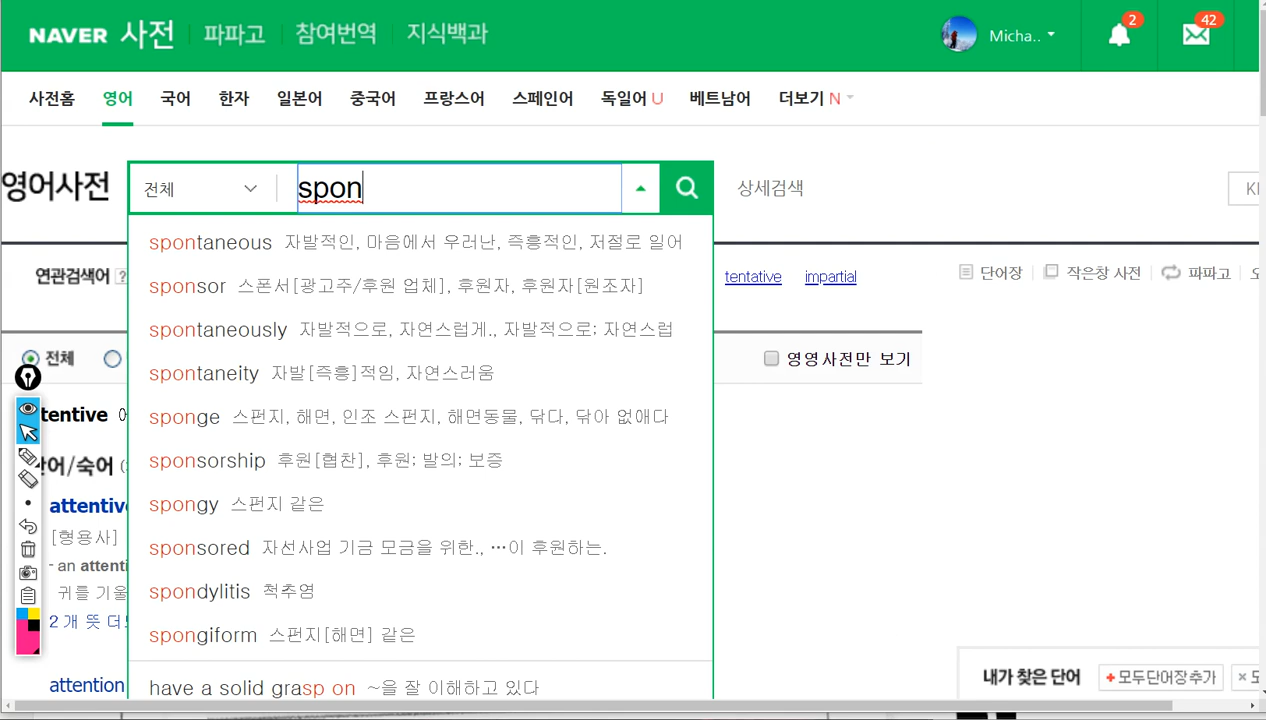 NAVER 사전 파파고 참여번역 지식백과 Micha.. 2 42
사전홈 영어 국어 한자 일본어 중국어 프랑스어 스페인어 독일어 U 베트남어 더보기 N
영어사전 전체 spon 상세검색
spontaneous 자발적인, 마음에서 우러난, 즉흥적인, 저절로 일어
연관검색어 ? tentative impartial 단어장 작은창 사전 파파고
sponsor 스폰서[광고주/후원 업체], 후원자, 후원자[원조자]
spontaneously 자발적으로, 자연스럽게., 자발적으로; 자연스럽
전체 영영사전만 보기
spontaneity 자발[즉흥]적임, 자연스러움
tentive
sponge 스펀지, 해면, 인조 스펀지, 해면동물, 닦다, 닦아 없애다
단어/숙어
sponsorship 후원[협찬], 후원; 발의; 보증
attentive
spongy 스펀지 같은
[형용사]
sponsored 자선사업 기금 모금을 위한., …이 후원하는.
- an attenti
귀를 기울
spondylitis 척추염
2 개 뜻 더
spongiform 스펀지[해면] 같은
내가 찾은 단어 + 모두단어장추가 ×
attention
have a solid grasp on ~을 잘 이해하고 있다